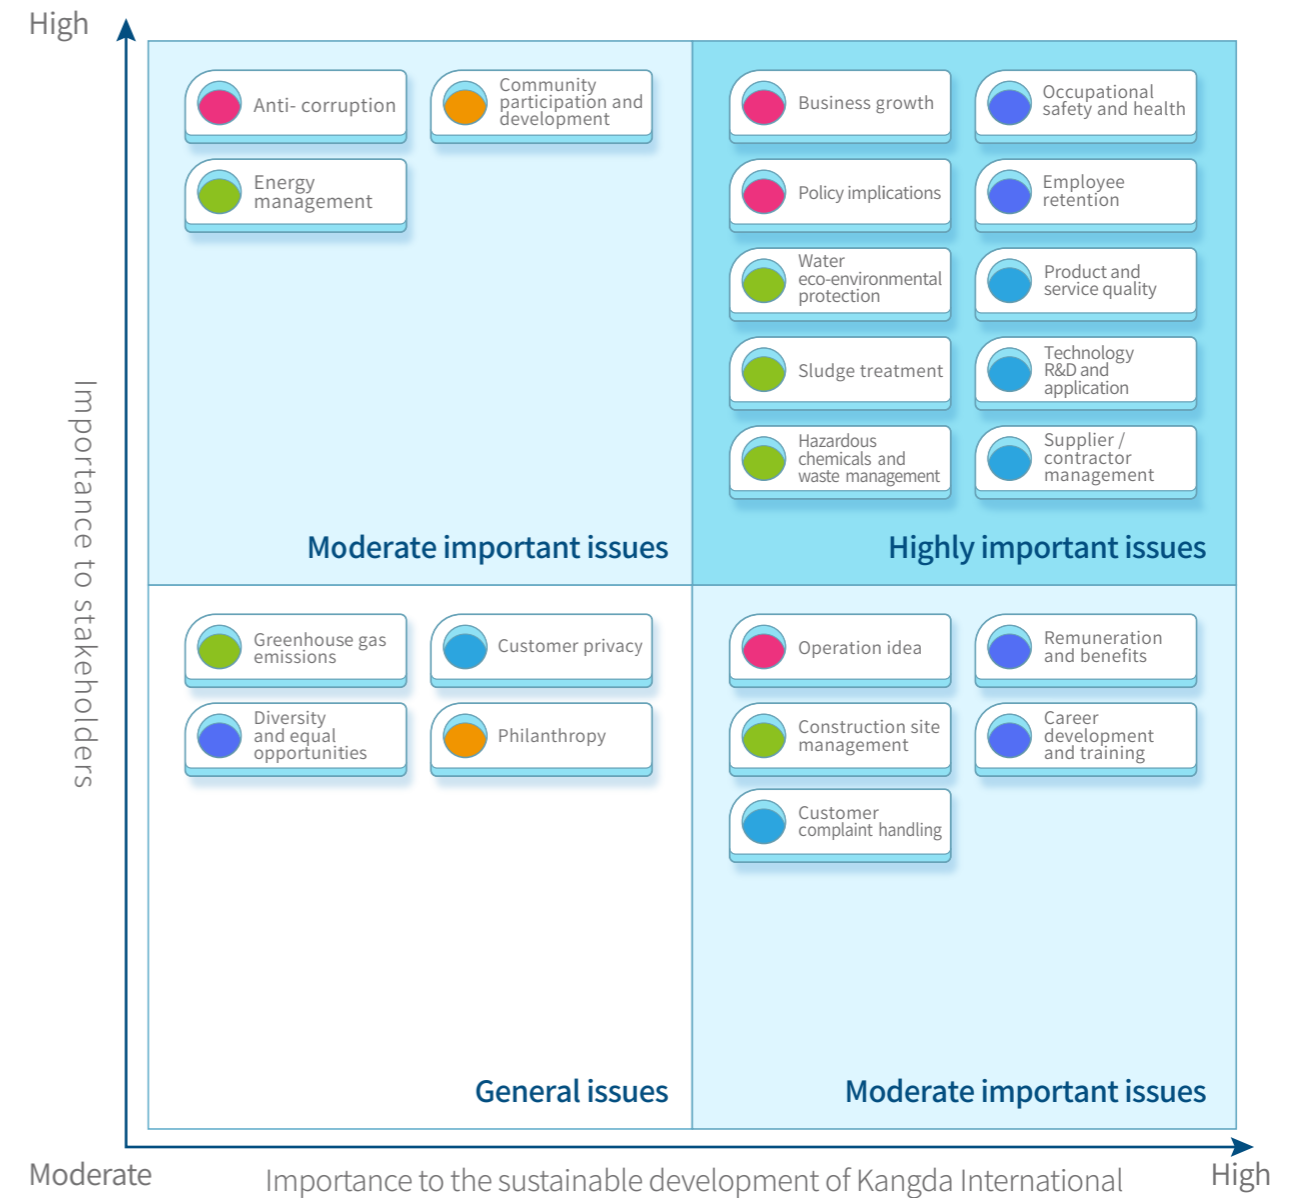 High
Anti- corruption
Community
participation and
development
Energy
management
Moderate important issues
Business growth
Occupational
safety and health
Policy implications
Employee
retention
Water
eco-environmental
protection
Product and
service quality
Sludge treatment
Technology
R&D and
application
Hazardous
chemicals and
waste management
Supplier /
contractor
management
Highly important issues
Importance to stakeholders
Greenhouse gas
emissions
Customer privacy
Diversity
and equal
opportunities
Philanthropy
General issues
Operation idea
Remuneration
and benefits
Construction site
management
Career
development
and training
Customer
complaint handling
Moderate important issues
Moderate
Importance to the sustainable development of Kangda International
High